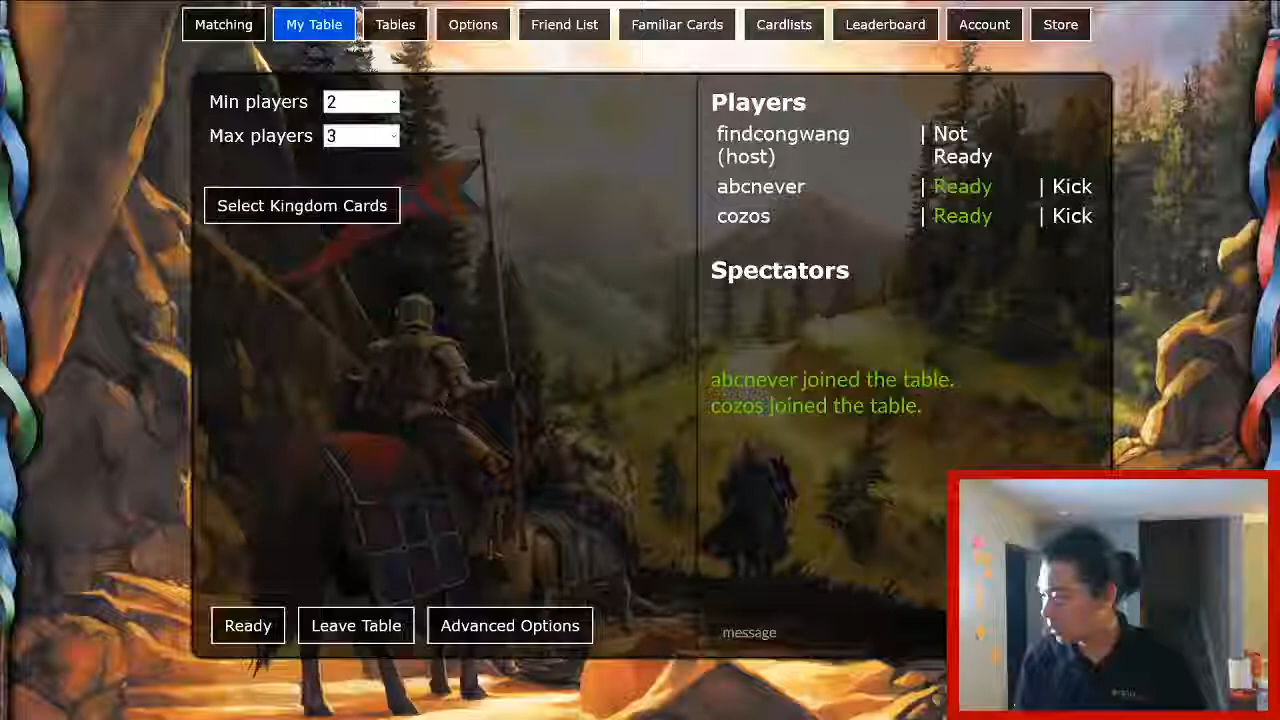 Matching My Table Tables Options Friend List Familiar Cards Cardlists Leaderboard Account Store
Min players 2
Max players 3
Select Kingdom Cards
Players
findcongwang | Not
(host) Ready
abcnever | Ready | Kick
cozos | Ready | Kick
Spectators
abcnever joined the table.
cozos joined the table.
Ready Leave Table Advanced Options
message